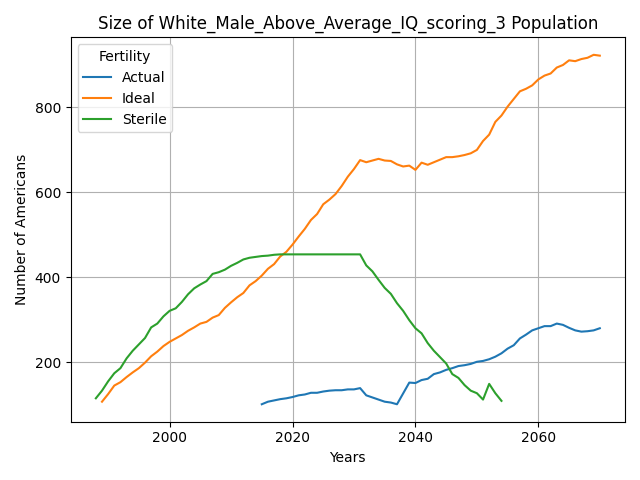 Size of White_Male_Above_Average_IQ_scoring_3 Population
Fertility
Actual
Ideal
Sterile
Number of Americans
800
600
400
200
2000
2020
2040
2060
Years